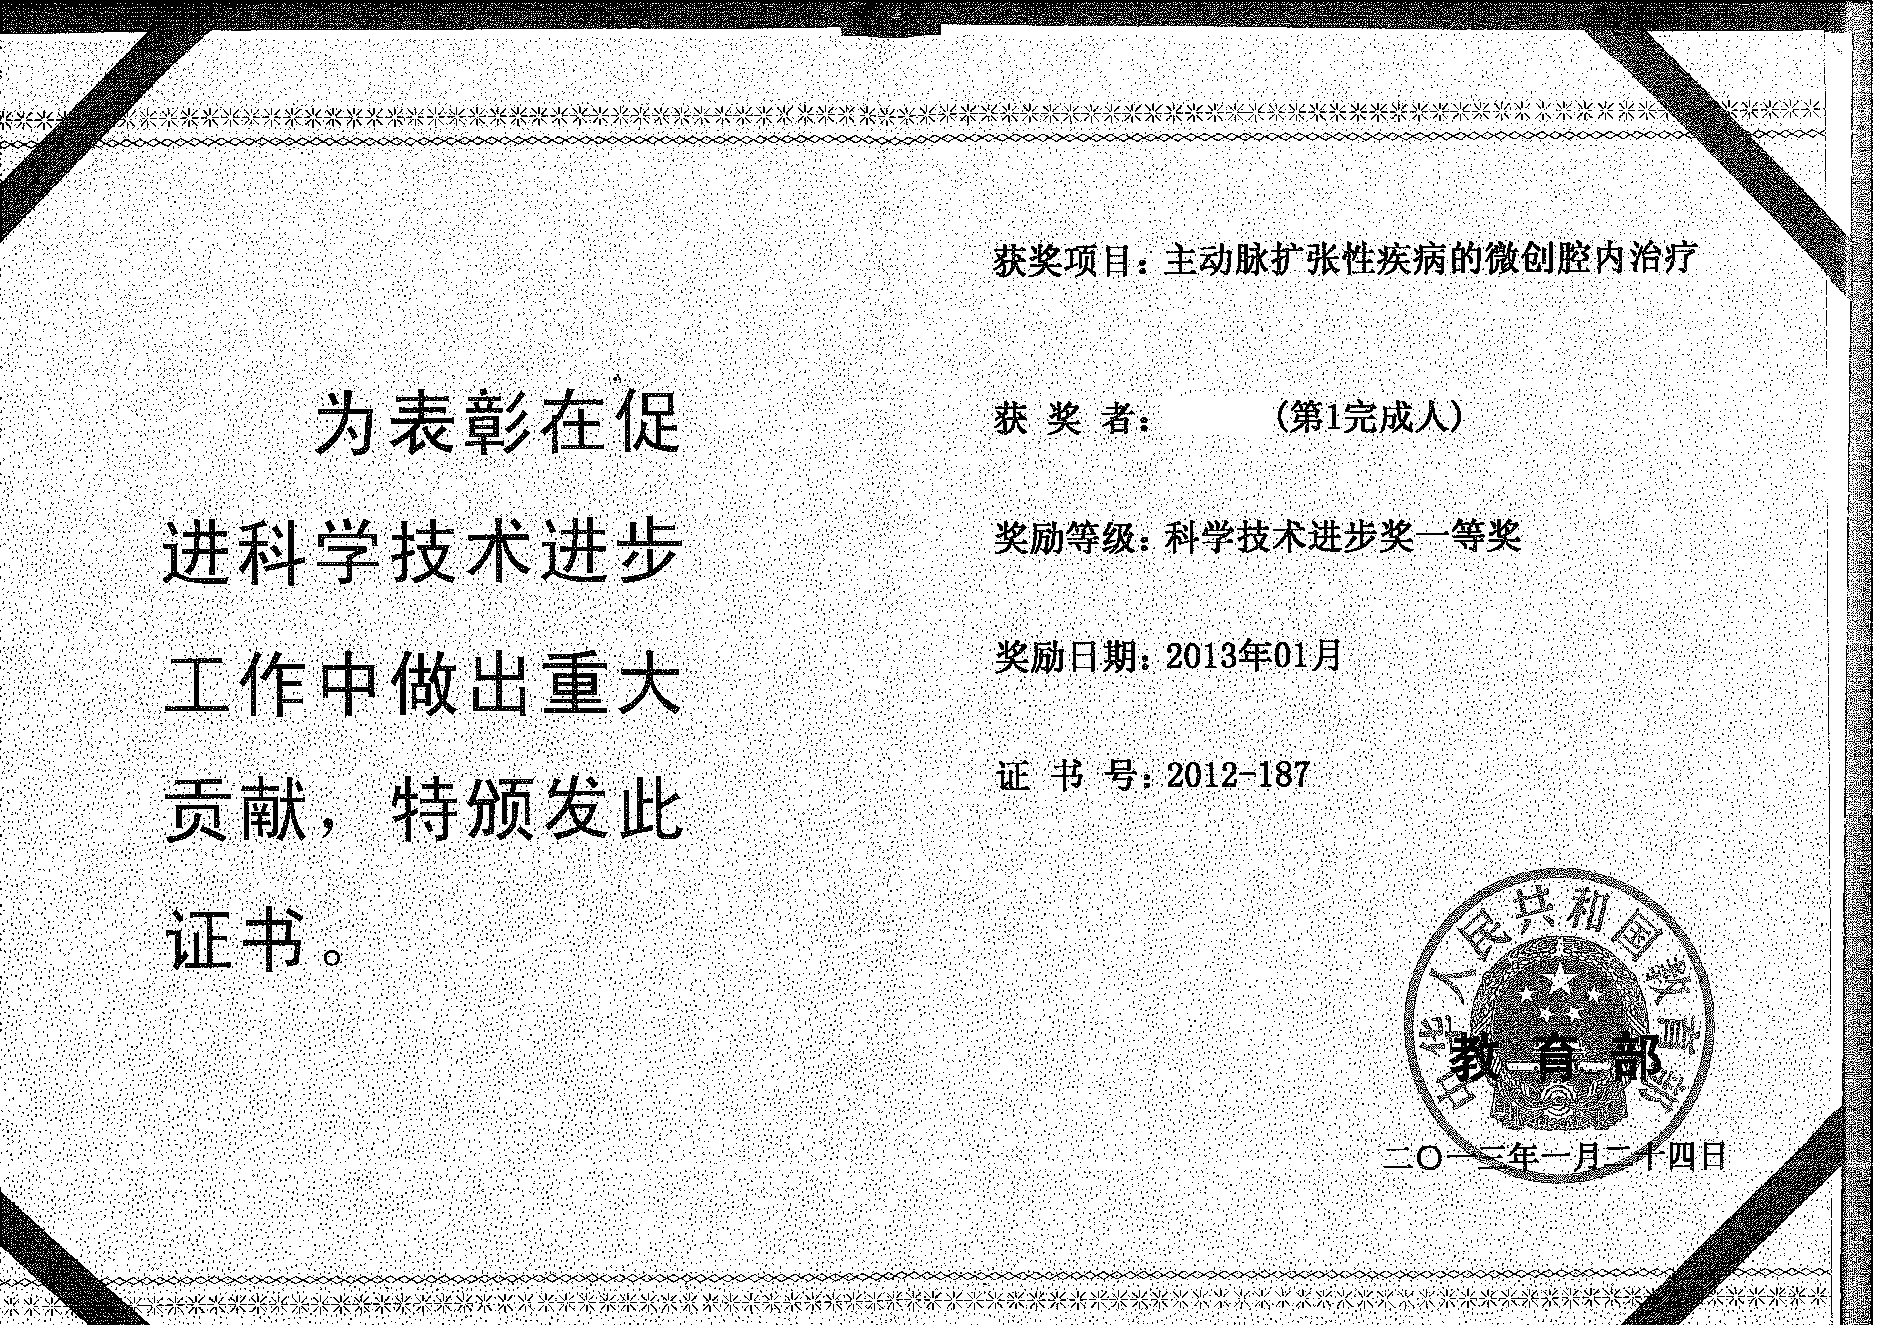 为表彰在促
进科学技术进步
工作中做出重大
贡献，特颁发此
证书。
获奖项目：主动脉扩张性疾病的微创腔内治疗
获 奖 者： (第1完成人)
奖励等级：科学技术进步奖一等奖
奖励日期：2013年01月
证 书 号：2012-187
中华人民共和国教育部
教 育 部
二〇一三年一月二十四日